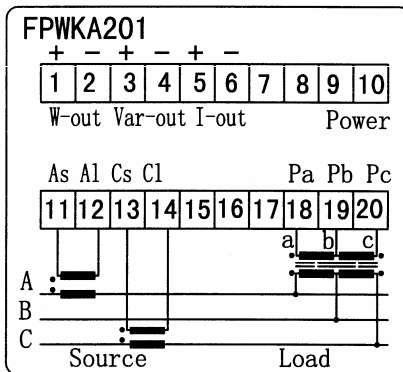 FPWKA201
+ − + − + −
1 2 3 4 5 6 7 8 9 10
W-out Var-out I-out Power
As Al Cs Cl Pa Pb Pc
11 12 13 14 15 16 17 18 19 20
a b c
A
B
C
Source Load